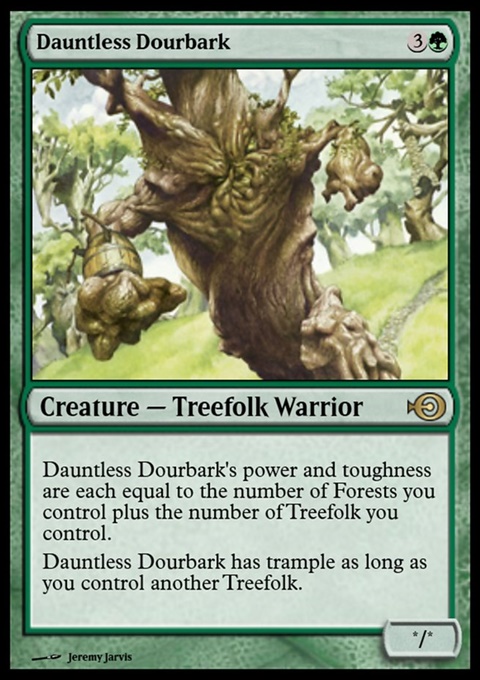 Dauntless Dourbark 3
Creature — Treefolk Warrior
Dauntless Dourbark's power and toughness
are each equal to the number of Forests you
control plus the number of Treefolk you
control.
Dauntless Dourbark has trample as long as
you control another Treefolk.
*/*
Jeremy Jarvis